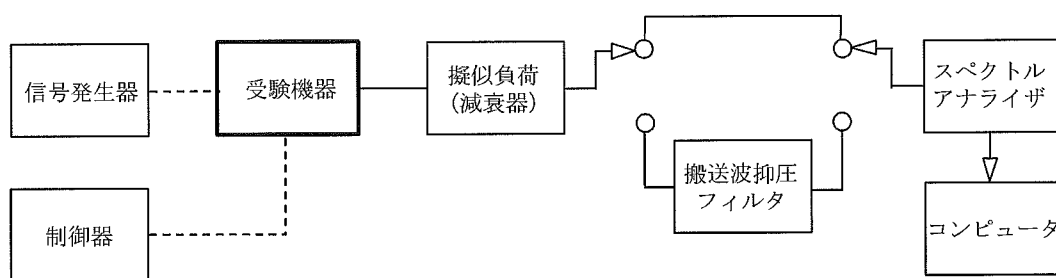 信号発生器
受験機器
擬似負荷
(減衰器)
スペクトル
アナライザ
搬送波抑圧
フィルタ
制御器
コンピュータ